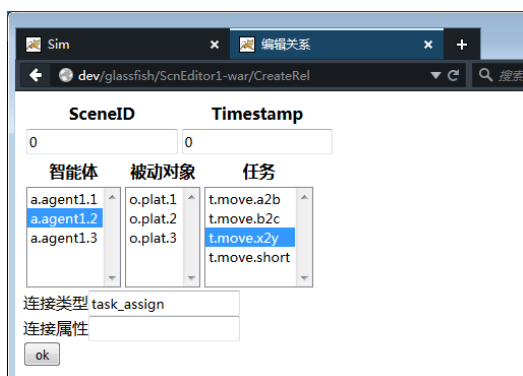 Sim
编辑关系
dev/glassfish/ScnEditor1-war/CreateRel
搜索
SceneID Timestamp
0 0
智能体 被动对象 任务
a.agent1.1 o.plat.1 t.move.a2b
a.agent1.2 o.plat.2 t.move.b2c
a.agent1.3 o.plat.3 t.move.x2y
t.move.short
连接类型 task_assign
连接属性
ok